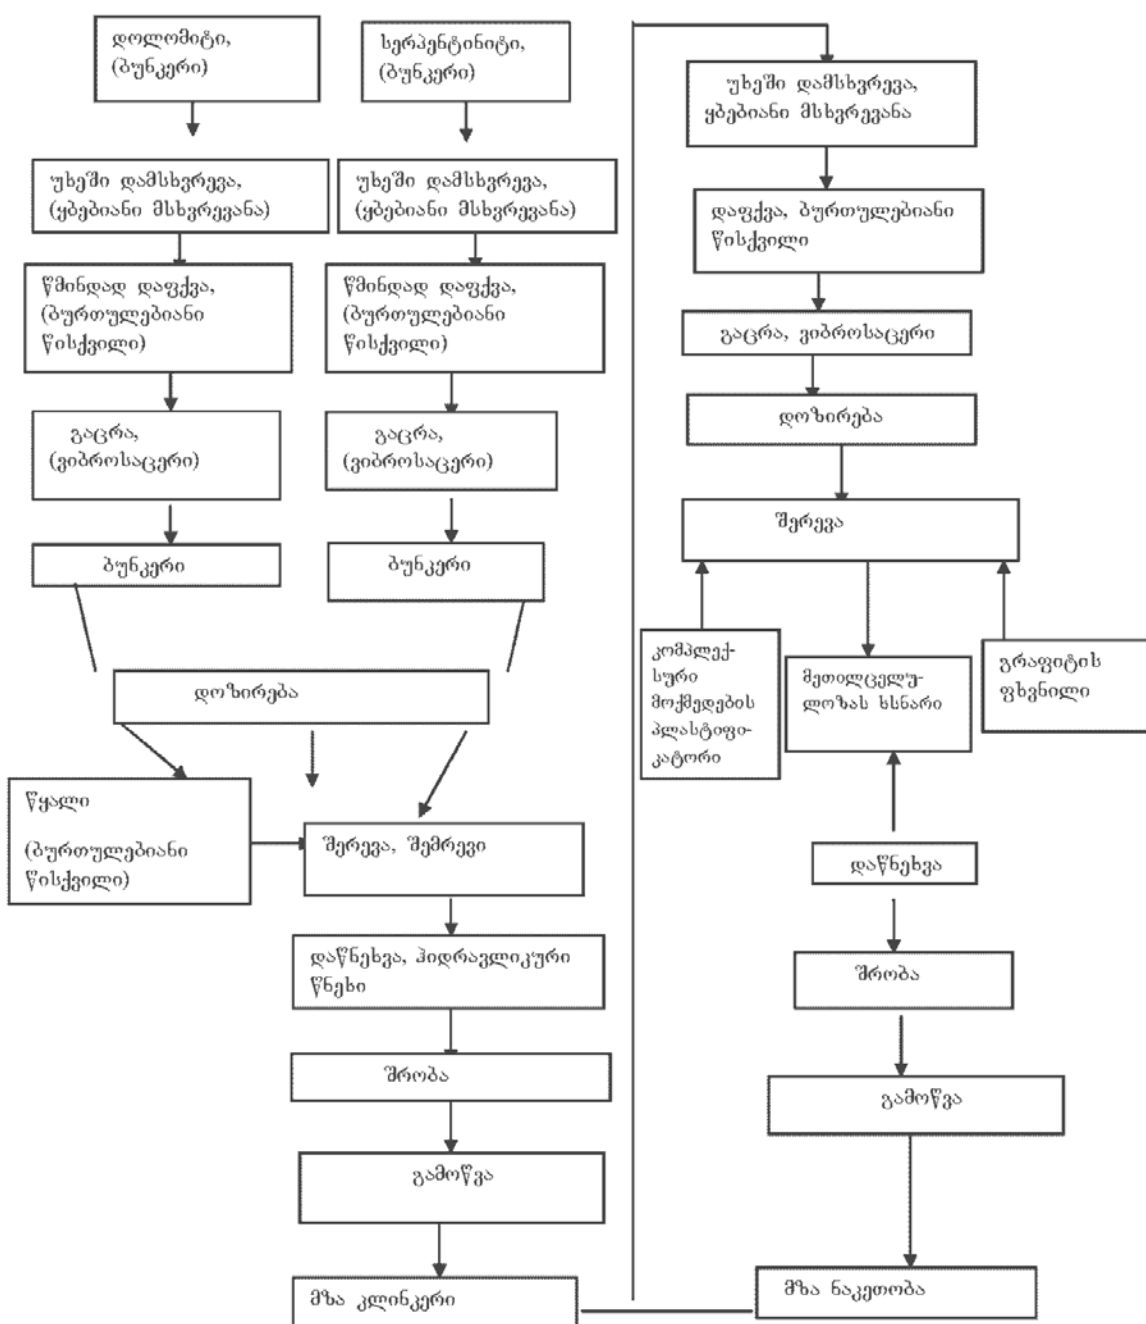 დოლომიტი,
(ბუნკერი)
სერპენტინიტი,
(ბუნკერი)
უხეში დამსხვრევა,
(ყბებიანი მსხვრევანა)
უხეში დამსხვრევა,
(ყბებიანი მსხვრევანა)
წმინდად დაფქვა,
(ბურთულებიანი
წისქვილი)
წმინდად დაფქვა,
(ბურთულებიანი
წისქვილი)
გაცრა,
(ვიბროსაცერი)
გაცრა,
(ვიბროსაცერი)
ბუნკერი
ბუნკერი
დოზირება
წყალი
(ბურთულებიანი
წისქვილი)
შერევა, შემრევი
დაწნეხვა, ჰიდრავლიკური
წნეხი
შრობა
გამოწვა
მზა კლინკერი
უხეში დამსხვრევა,
ყბებიანი მსხვრევანა
დაფქვა, ბურთულებიანი
წისქვილი
გაცრა, ვიბროსაცერი
დოზირება
შერევა
კომპლექ-
სური
მოქმედების
პლასტიფი-
კატორი
მეთილცელუ-
ლოზას ხსნარი
გრაფიტის
ფხვნილი
დაწნეხვა
შრობა
გამოწვა
მზა ნაკეთობა